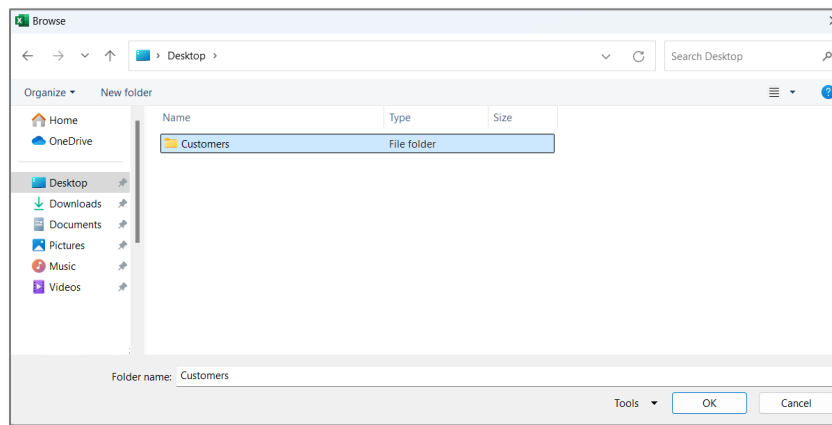 Browse
Desktop
Search Desktop
Organize
New folder
Home
OneDrive
Desktop
Downloads
Documents
Pictures
Music
Videos
Name Type Size
Customers File folder
Folder name: Customers
Tools OK Cancel